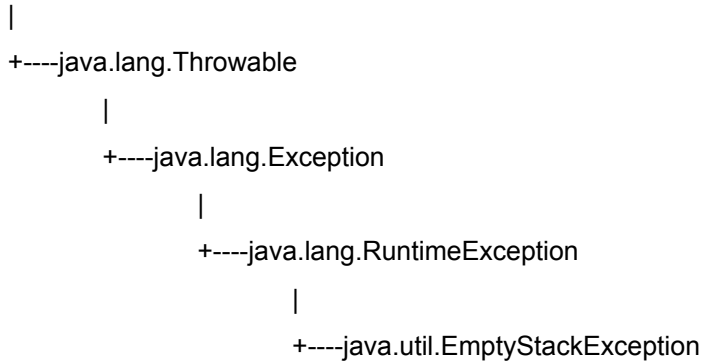 |
+----java.lang.Throwable
|
+----java.lang.Exception
|
+----java.lang.RuntimeException
|
+----java.util.EmptyStackException